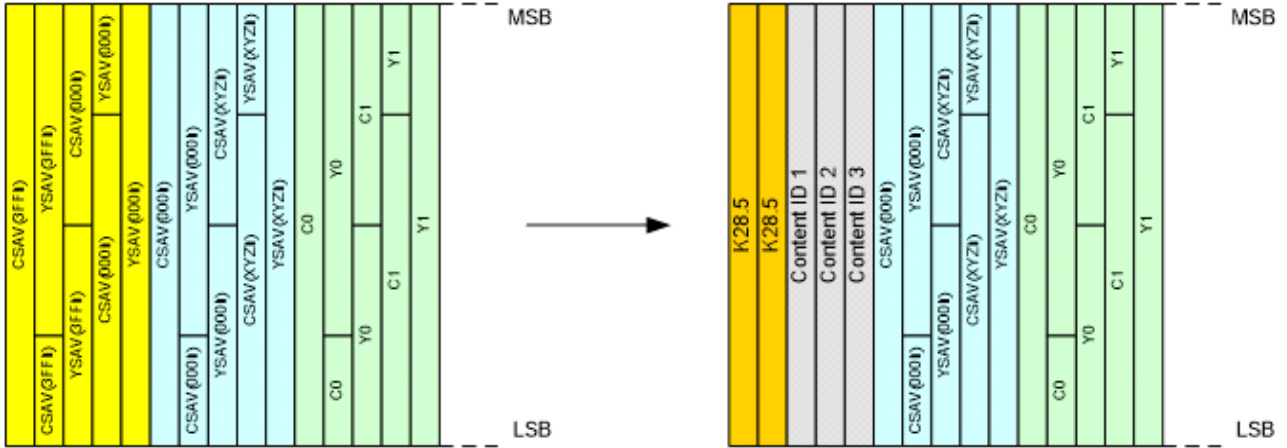 CSAV(3FFh)
YSAV(3FFh)
CSAV(3FFh)
CSAV(000h)
YSAV(3FFh)
YSAV(000h)
CSAV(000h)
YSAV(000h)
CSAV(000h)
YSAV(000h)
CSAV(000h)
CSAV(XYZh)
YSAV(000h)
YSAV(XYZh)
CSAV(XYZh)
YSAV(XYZh)
C0
Y0
C0
C1
Y0
Y1
C1
Y1
MSB
LSB
K28.5
K28.5
Content ID 1
Content ID 2
Content ID 3
CSAV(000h)
YSAV(000h)
CSAV(000h)
CSAV(XYZh)
YSAV(000h)
YSAV(XYZh)
CSAV(XYZh)
YSAV(XYZh)
C0
Y0
C0
C1
Y0
Y1
C1
Y1
MSB
LSB